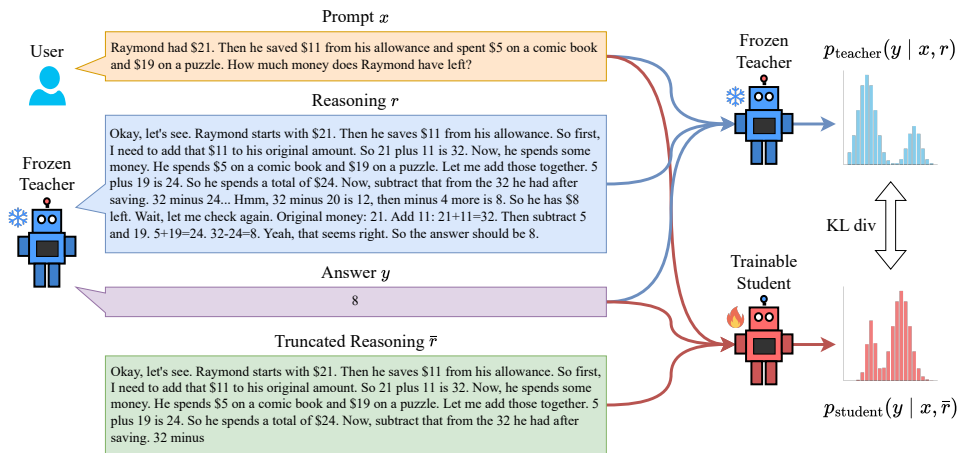 Prompt x
User
Raymond had $21. Then he saved $11 from his allowance and spent $5 on a comic book
and $19 on a puzzle. How much money does Raymond have left?
Reasoning r
Frozen
Teacher
Okay, let's see. Raymond starts with $21. Then he saves $11 from his allowance. So first,
I need to add that $11 to his original amount. So 21 plus 11 is 32. Now, he spends some
money. He spends $5 on a comic book and $19 on a puzzle. Let me add those together. 5
plus 19 is 24. So he spends a total of $24. Now, subtract that from the 32 he had after
saving. 32 minus 24... Hmm, 32 minus 20 is 12, then minus 4 more is 8. So he has $8
left. Wait, let me check again. Original money: 21. Add 11: 21+11=32. Then subtract 5
and 19. 5+19=24. 32-24=8. Yeah, that seems right. So the answer should be 8.
Answer y
8
Truncated Reasoning r̄
Okay, let's see. Raymond starts with $21. Then he saves $11 from his allowance. So first,
I need to add that $11 to his original amount. So 21 plus 11 is 32. Now, he spends some
money. He spends $5 on a comic book and $19 on a puzzle. Let me add those together. 5
plus 19 is 24. So he spends a total of $24. Now, subtract that from the 32 he had after
saving. 32 minus
Frozen
Teacher
p_teacher(y | x, r)
KL div
Trainable
Student
p_student(y | x, r̄)